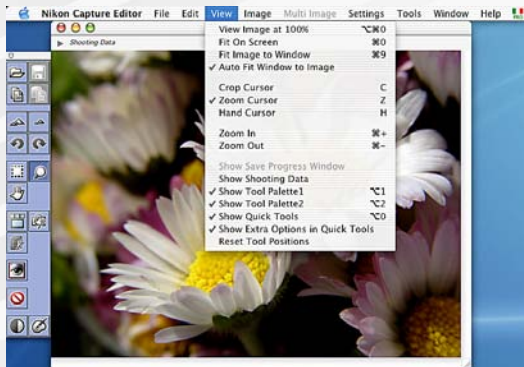 Nikon Capture Editor File Edit View Image Multi Image Settings Tools Window Help
Shooting Data
View Image at 100% ⌥⌘0
Fit On Screen ⌘0
Fit Image to Window ⌘9
✓ Auto Fit Window to Image
Crop Cursor C
✓ Zoom Cursor Z
Hand Cursor H
Zoom In ⌘+
Zoom Out ⌘-
Show Save Progress Window
Show Shooting Data
✓ Show Tool Palette1 ⌥1
✓ Show Tool Palette2 ⌥2
✓ Show Quick Tools ⌥0
✓ Show Extra Options in Quick Tools
Reset Tool Positions